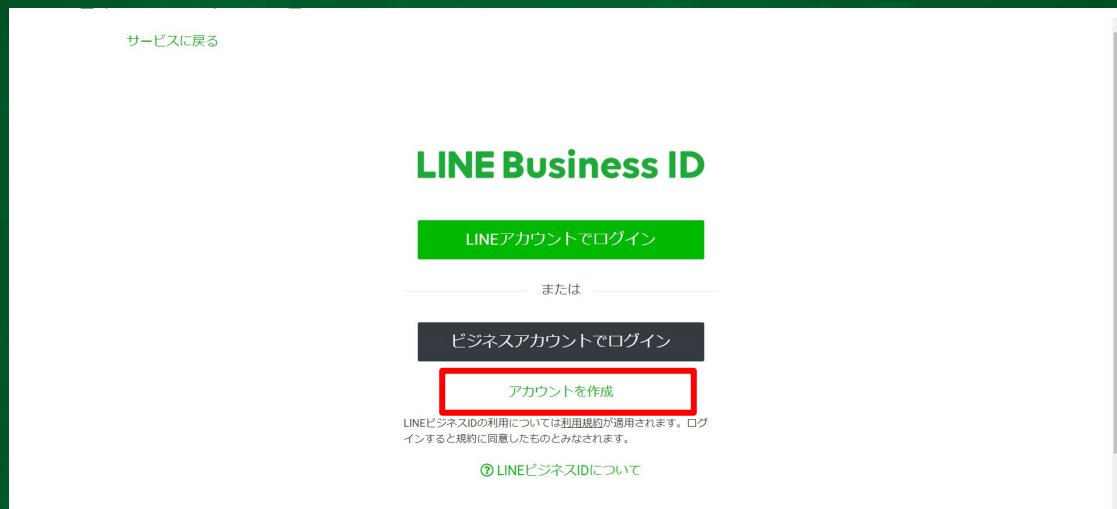 サービスに戻る
LINE Business ID
LINEアカウントでログイン
または
ビジネスアカウントでログイン
アカウントを作成
LINEビジネスIDの利用については利用規約が適用されます。ログ
インすると規約に同意したものとみなされます。
?LINEビジネスIDについて